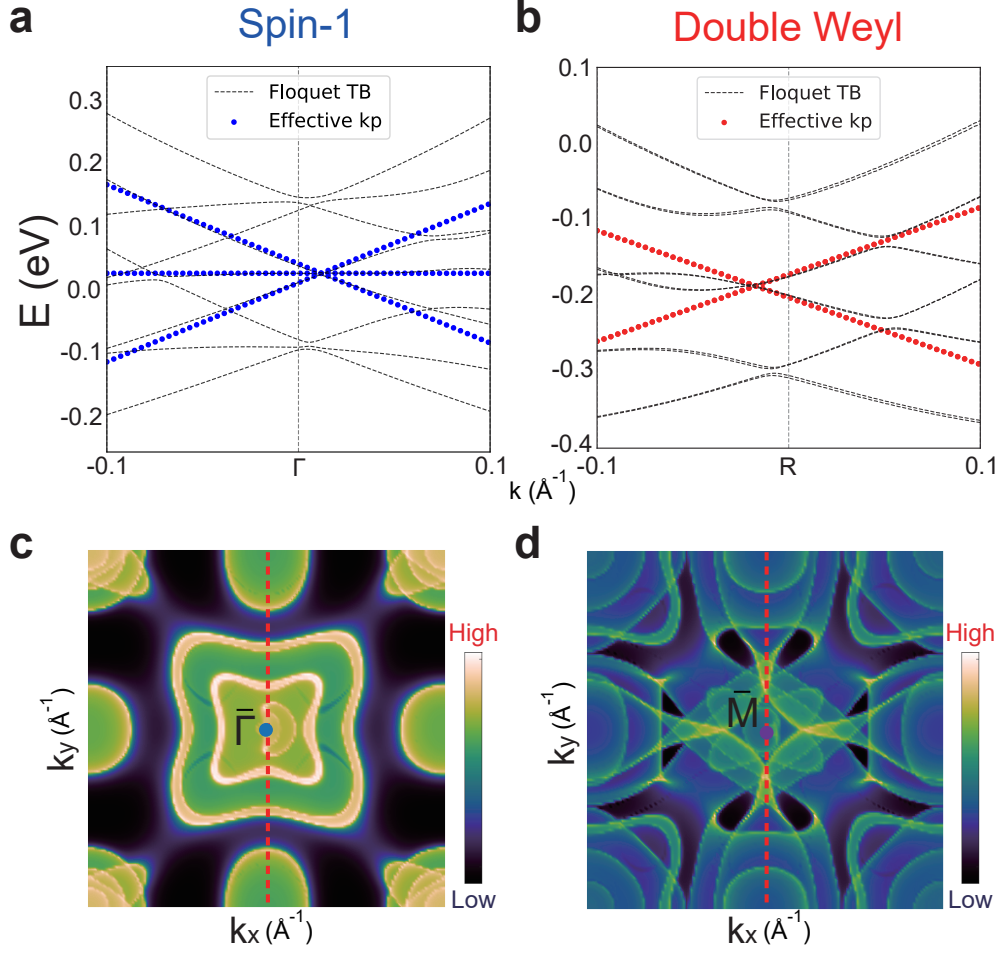 a
Spin-1
b
Double Weyl
Floquet TB
Effective kp
Floquet TB
Effective kp
E (eV)
0.3
0.2
0.1
0.0
-0.1
-0.2
0.1
0.0
-0.1
-0.2
-0.3
-0.4
-0.1
Γ
0.1
-0.1
R
0.1
k (Å⁻¹)
c
d
High
High
Γ̄
M̄
ky (Å⁻¹)
ky (Å⁻¹)
Low
Low
kx (Å⁻¹)
kx (Å⁻¹)